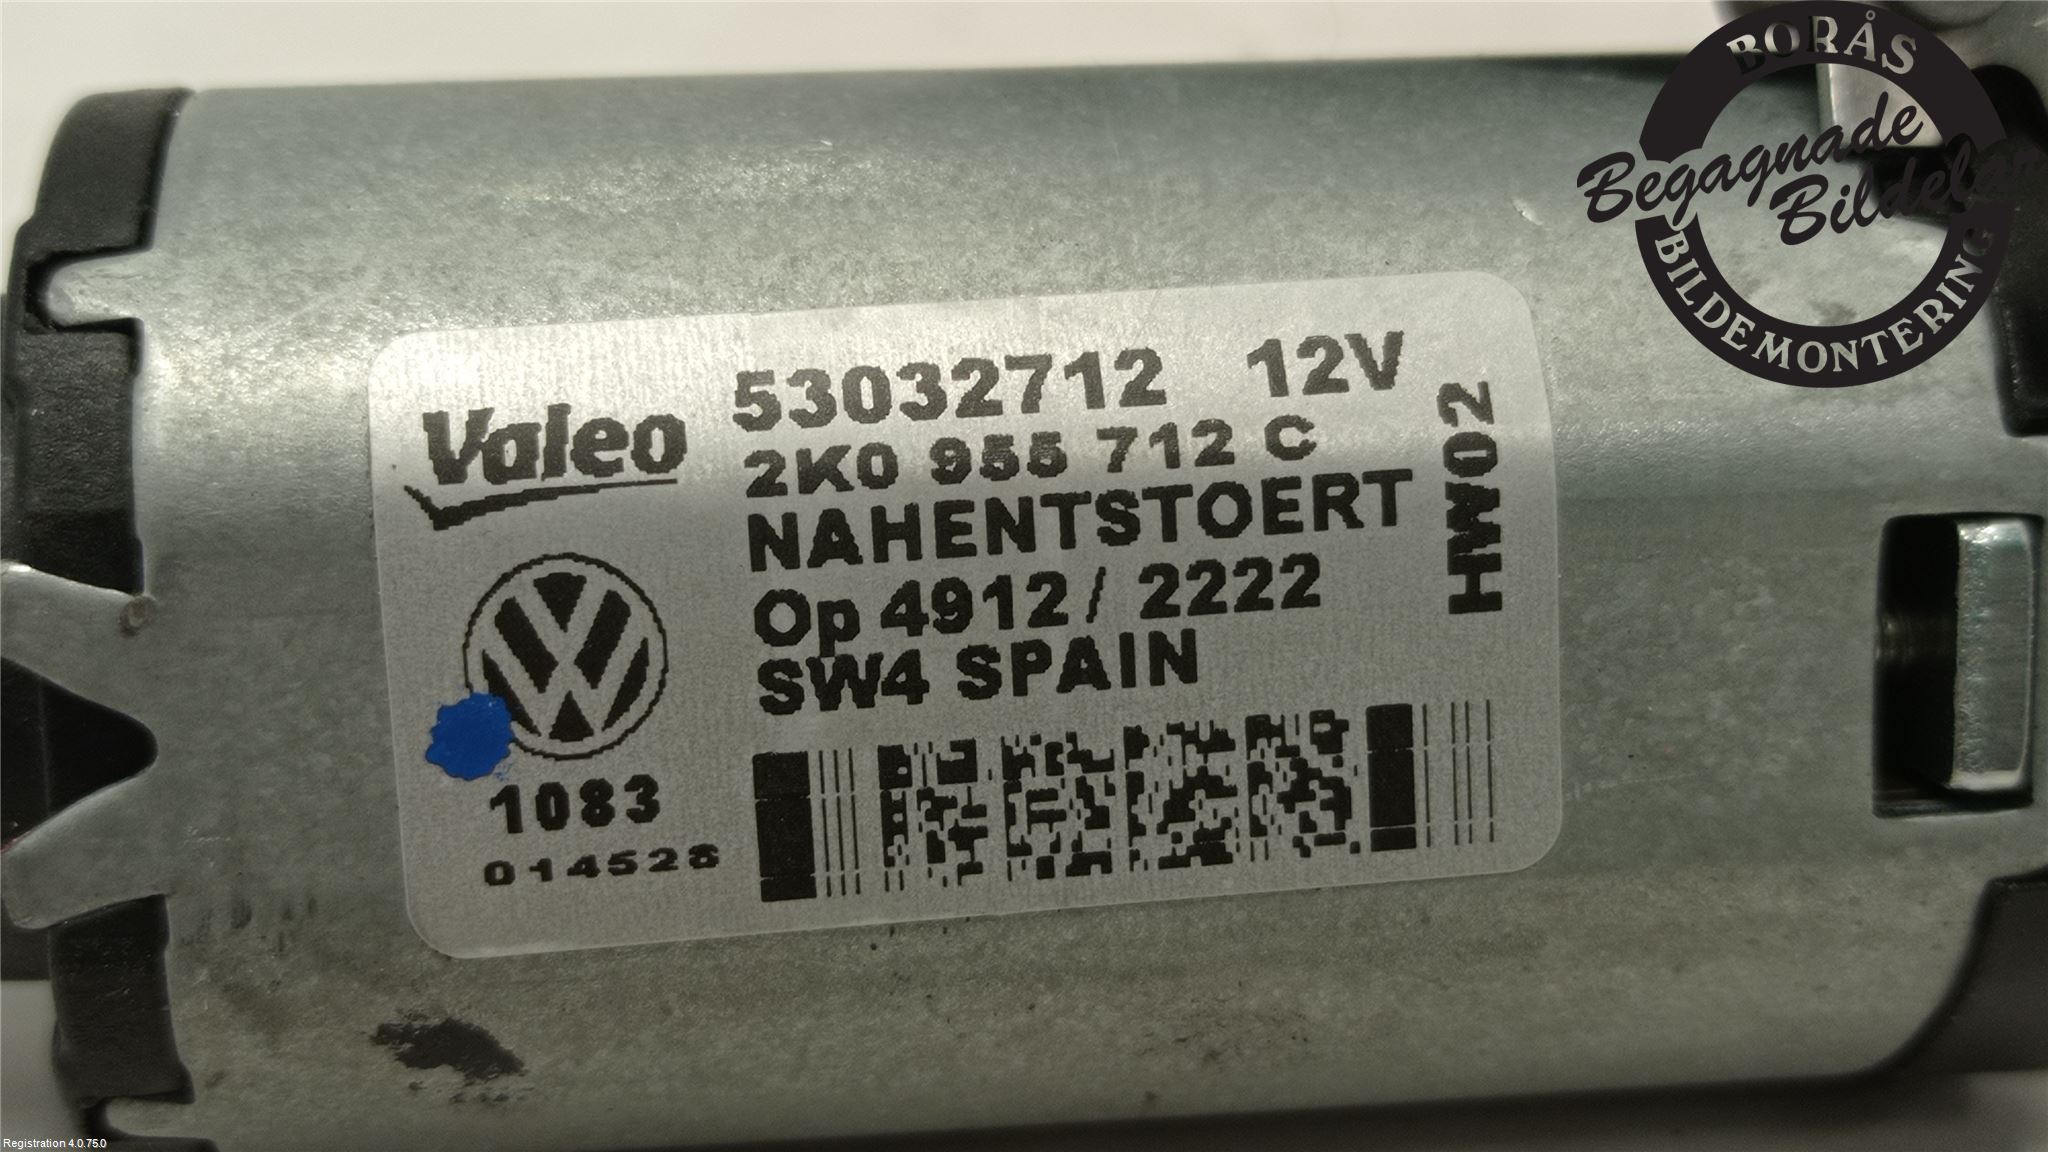 BORÅS
Begagnade
Bildelar
BILDEMONTERING
Valeo
53032712 12V
2K0 955 712 C
NAHENTSTOERT
Op 4912 / 2222
SW4 SPAIN
HW02
1083
014528
Registration 4.0.75.0